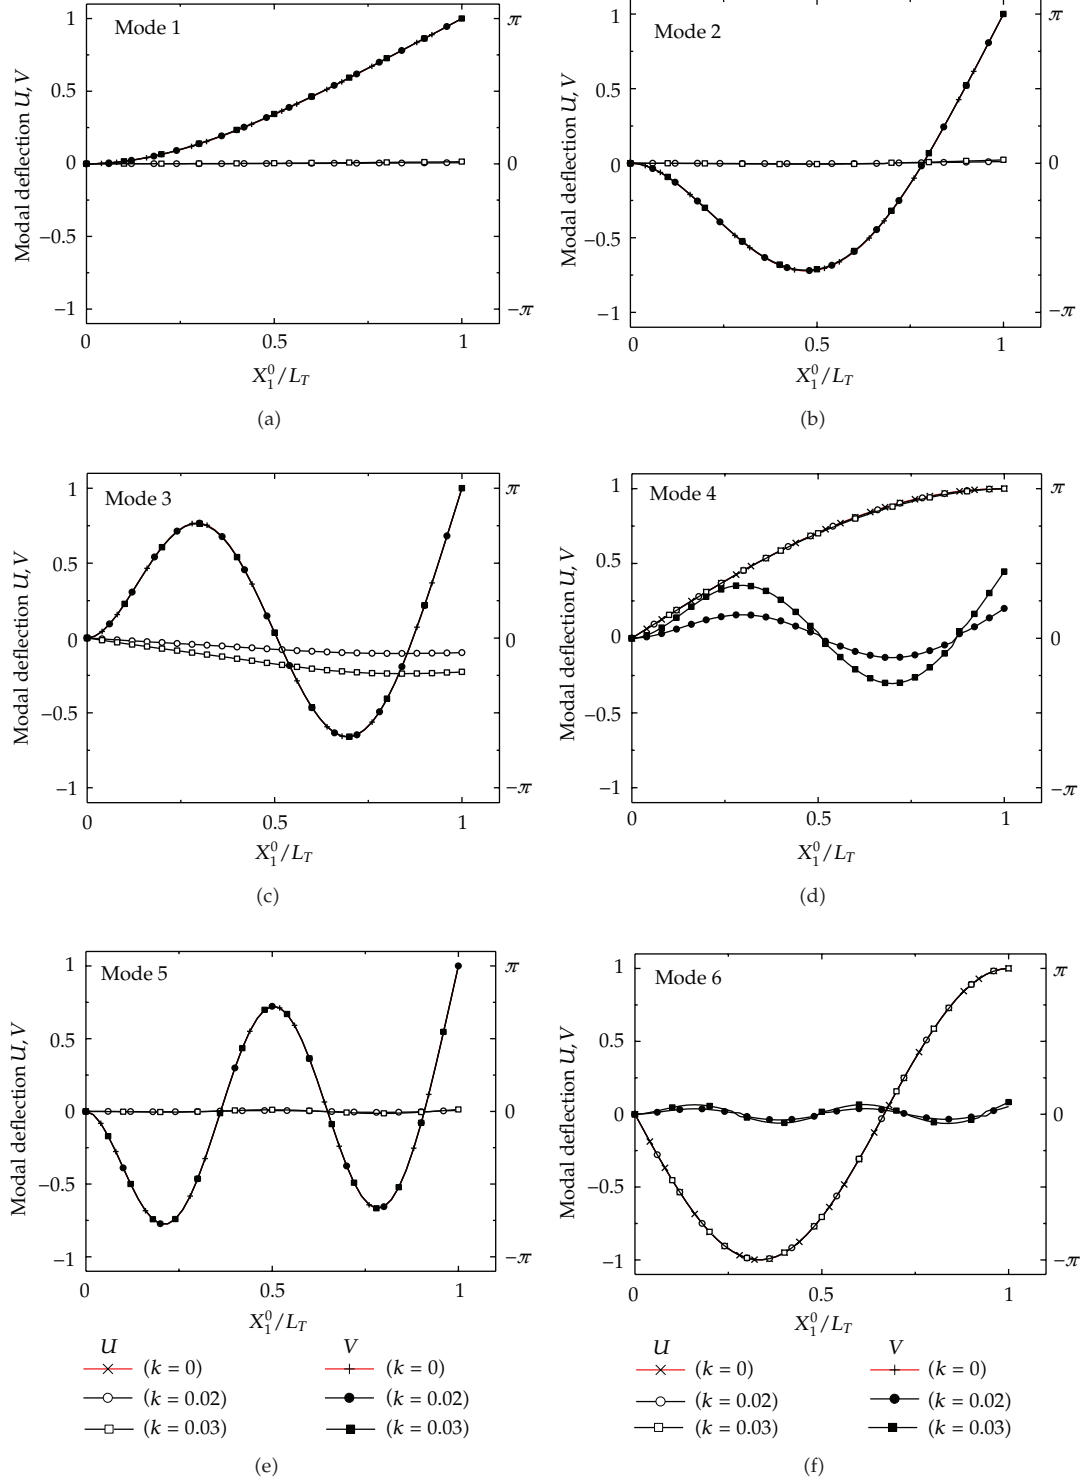 Mode 1
1
0.5
0
−0.5
−1
π
0
−π
Modal deflection U, V
0
0.5
1
X₁⁰/L_T
(a)
Mode 2
1
0.5
0
−0.5
−1
π
0
−π
Modal deflection U, V
0
0.5
1
X₁⁰/L_T
(b)
Mode 3
1
0.5
0
−0.5
−1
π
0
−π
Modal deflection U, V
0
0.5
1
X₁⁰/L_T
(c)
Mode 4
1
0.5
0
−0.5
−1
π
0
−π
Modal deflection U, V
0
0.5
1
X₁⁰/L_T
(d)
Mode 5
1
0.5
0
−0.5
−1
π
0
−π
Modal deflection U, V
0
0.5
1
X₁⁰/L_T
U V
(k = 0) (k = 0)
(k = 0.02) (k = 0.02)
(k = 0.03) (k = 0.03)
(e)
Mode 6
1
0.5
0
−0.5
−1
π
0
−π
Modal deflection U, V
0
0.5
1
X₁⁰/L_T
U V
(k = 0) (k = 0)
(k = 0.02) (k = 0.02)
(k = 0.03) (k = 0.03)
(f)